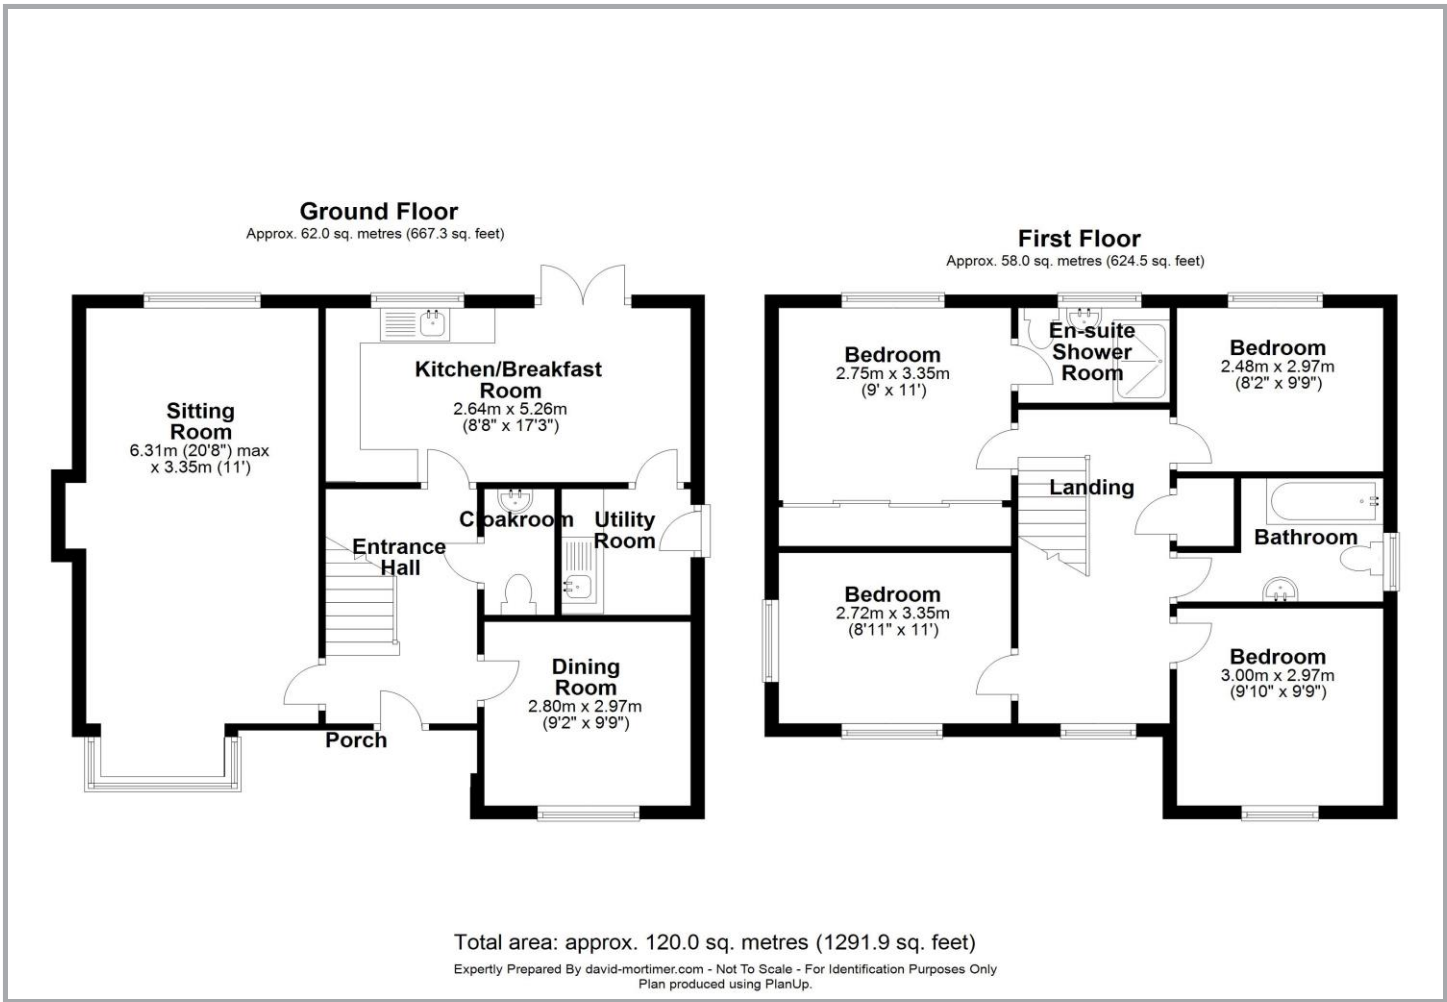 Ground Floor
Approx. 62.0 sq. metres (667.3 sq. feet)
Sitting
Room
6.31m (20'8") max
x 3.35m (11')
Kitchen/Breakfast
Room
2.64m x 5.26m
(8'8" x 17'3")
Entrance
Hall
Cloakroom
Utility
Room
Dining
Room
2.80m x 2.97m
(9'2" x 9'9")
Porch
First Floor
Approx. 58.0 sq. metres (624.5 sq. feet)
Bedroom
2.75m x 3.35m
(9' x 11')
En-suite
Shower
Room
Bedroom
2.48m x 2.97m
(8'2" x 9'9")
Landing
Bathroom
Bedroom
2.72m x 3.35m
(8'11" x 11')
Bedroom
3.00m x 2.97m
(9'10" x 9'9")
Total area: approx. 120.0 sq. metres (1291.9 sq. feet)
Expertly Prepared By david-mortimer.com - Not To Scale - For Identification Purposes Only
Plan produced using PlanUp.